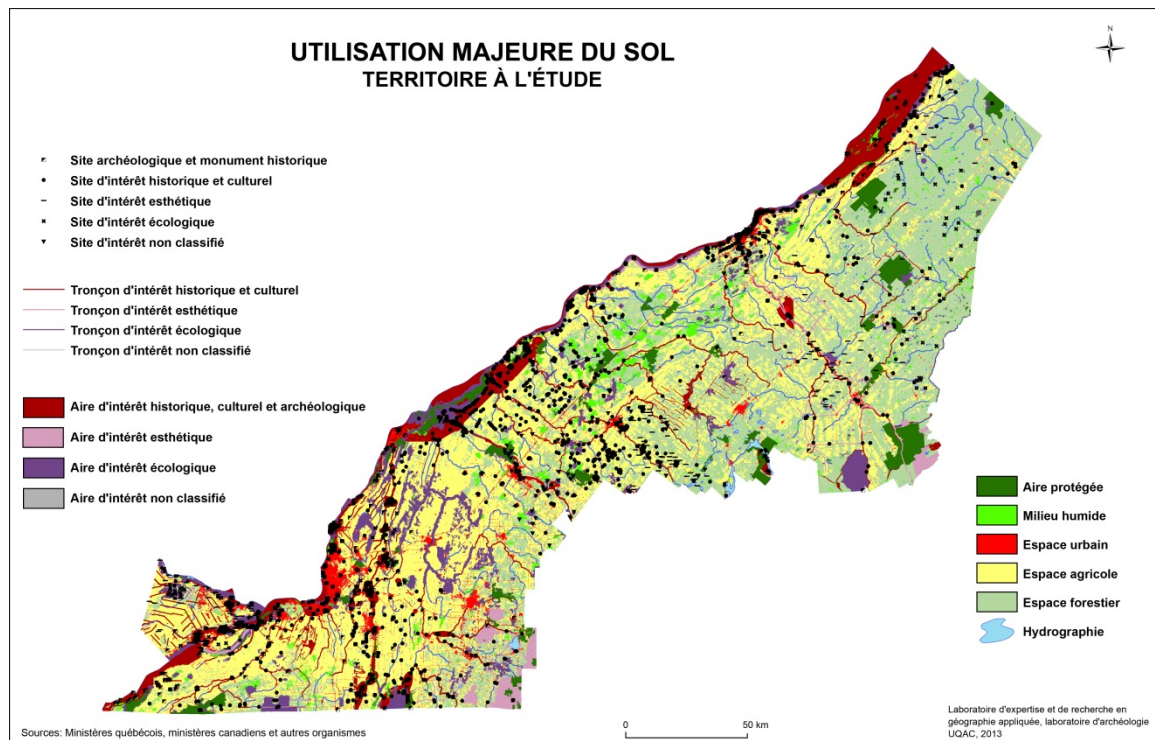 UTILISATION MAJEURE DU SOL
TERRITOIRE À L'ÉTUDE
N
Site archéologique et monument historique
Site d'intérêt historique et culturel
Site d'intérêt esthétique
Site d'intérêt écologique
Site d'intérêt non classifié
Tronçon d'intérêt historique et culturel
Tronçon d'intérêt esthétique
Tronçon d'intérêt écologique
Tronçon d'intérêt non classifié
Aire d'intérêt historique, culturel et archéologique
Aire d'intérêt esthétique
Aire d'intérêt écologique
Aire d'intérêt non classifié
Aire protégée
Milieu humide
Espace urbain
Espace agricole
Espace forestier
Hydrographie
0 50 km
Sources: Ministères québécois, ministères canadiens et autres organismes
Laboratoire d'expertise et de recherche en
géographie appliquée, laboratoire d'archéologie
UQAC, 2013